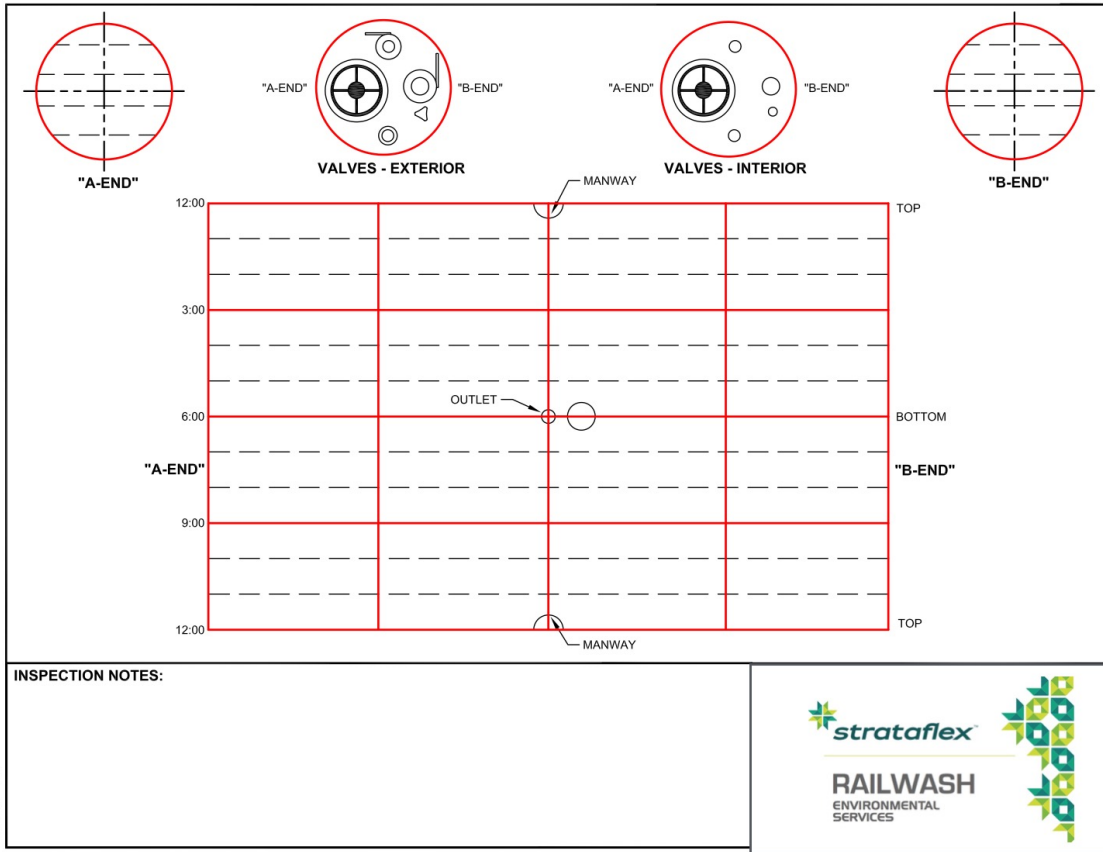 "A-END"
"B-END"
"A-END"
"B-END"
VALVES - EXTERIOR
VALVES - INTERIOR
"A-END"
"B-END"
MANWAY
12:00
TOP
3:00
OUTLET
6:00
BOTTOM
"A-END"
"B-END"
9:00
12:00
TOP
MANWAY
INSPECTION NOTES:
strataflex™
RAILWASH
ENVIRONMENTAL
SERVICES